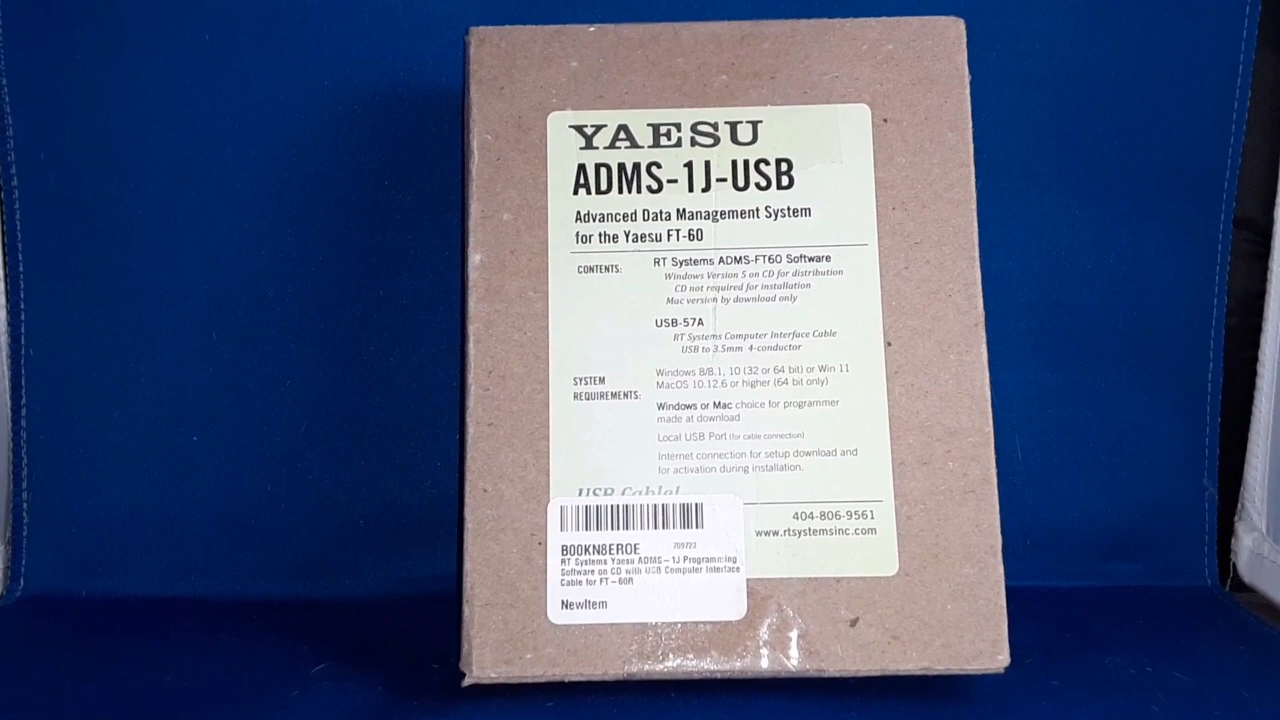 YAESU
ADMS-1J-USB
Advanced Data Management System
for the Yaesu FT-60
CONTENTS:
RT Systems ADMS-FT60 Software
Windows Version 5 on CD for distribution
CD not required for installation
Mac version by download only
USB-57A
RT Systems Computer Interface Cable
USB to 3.5mm 4-conductor
SYSTEM
REQUIREMENTS:
Windows 8/8.1, 10 (32 or 64 bit) or Win 11
MacOS 10.12.6 or higher (64 bit only)
Windows or Mac choice for programmer
made at download
Local USB Port (for cable connection)
Internet connection for setup download and
for activation during installation.
USB Cable!
404-806-9561
www.rtsystemsinc.com
B00KN8EROE 709723
RT Systems Yaesu ADMS-1J Programming
Software on CD with USB Computer Interface
Cable for FT-60R
NewItem